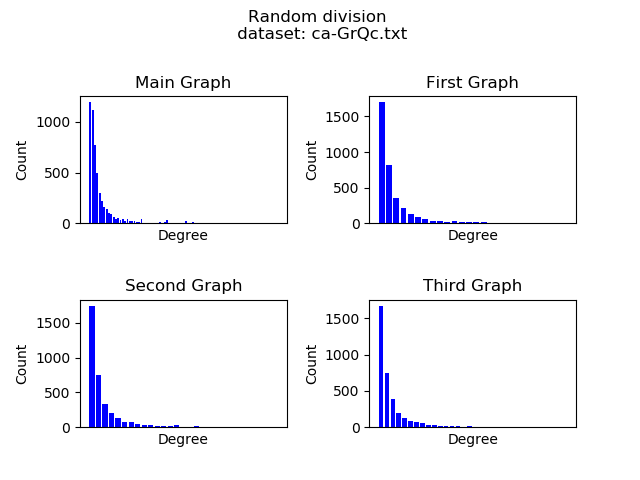 Random division
dataset: ca-GrQc.txt
Main Graph
1000
500
0
Count
Degree
First Graph
1500
1000
500
0
Count
Degree
Second Graph
1500
1000
500
0
Count
Degree
Third Graph
1500
1000
500
0
Count
Degree